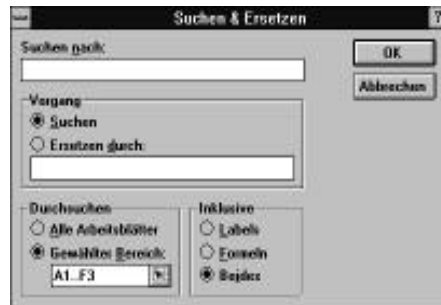 Suchen & Ersetzen ?
Suchen nach:
OK
Abbrechen
Vorgang
Suchen
Ersetzen durch:
Durchsuchen
Alle Arbeitsblätter
Gewählter Bereich:
A1..F3
Inklusive
Labels
Formeln
Beides